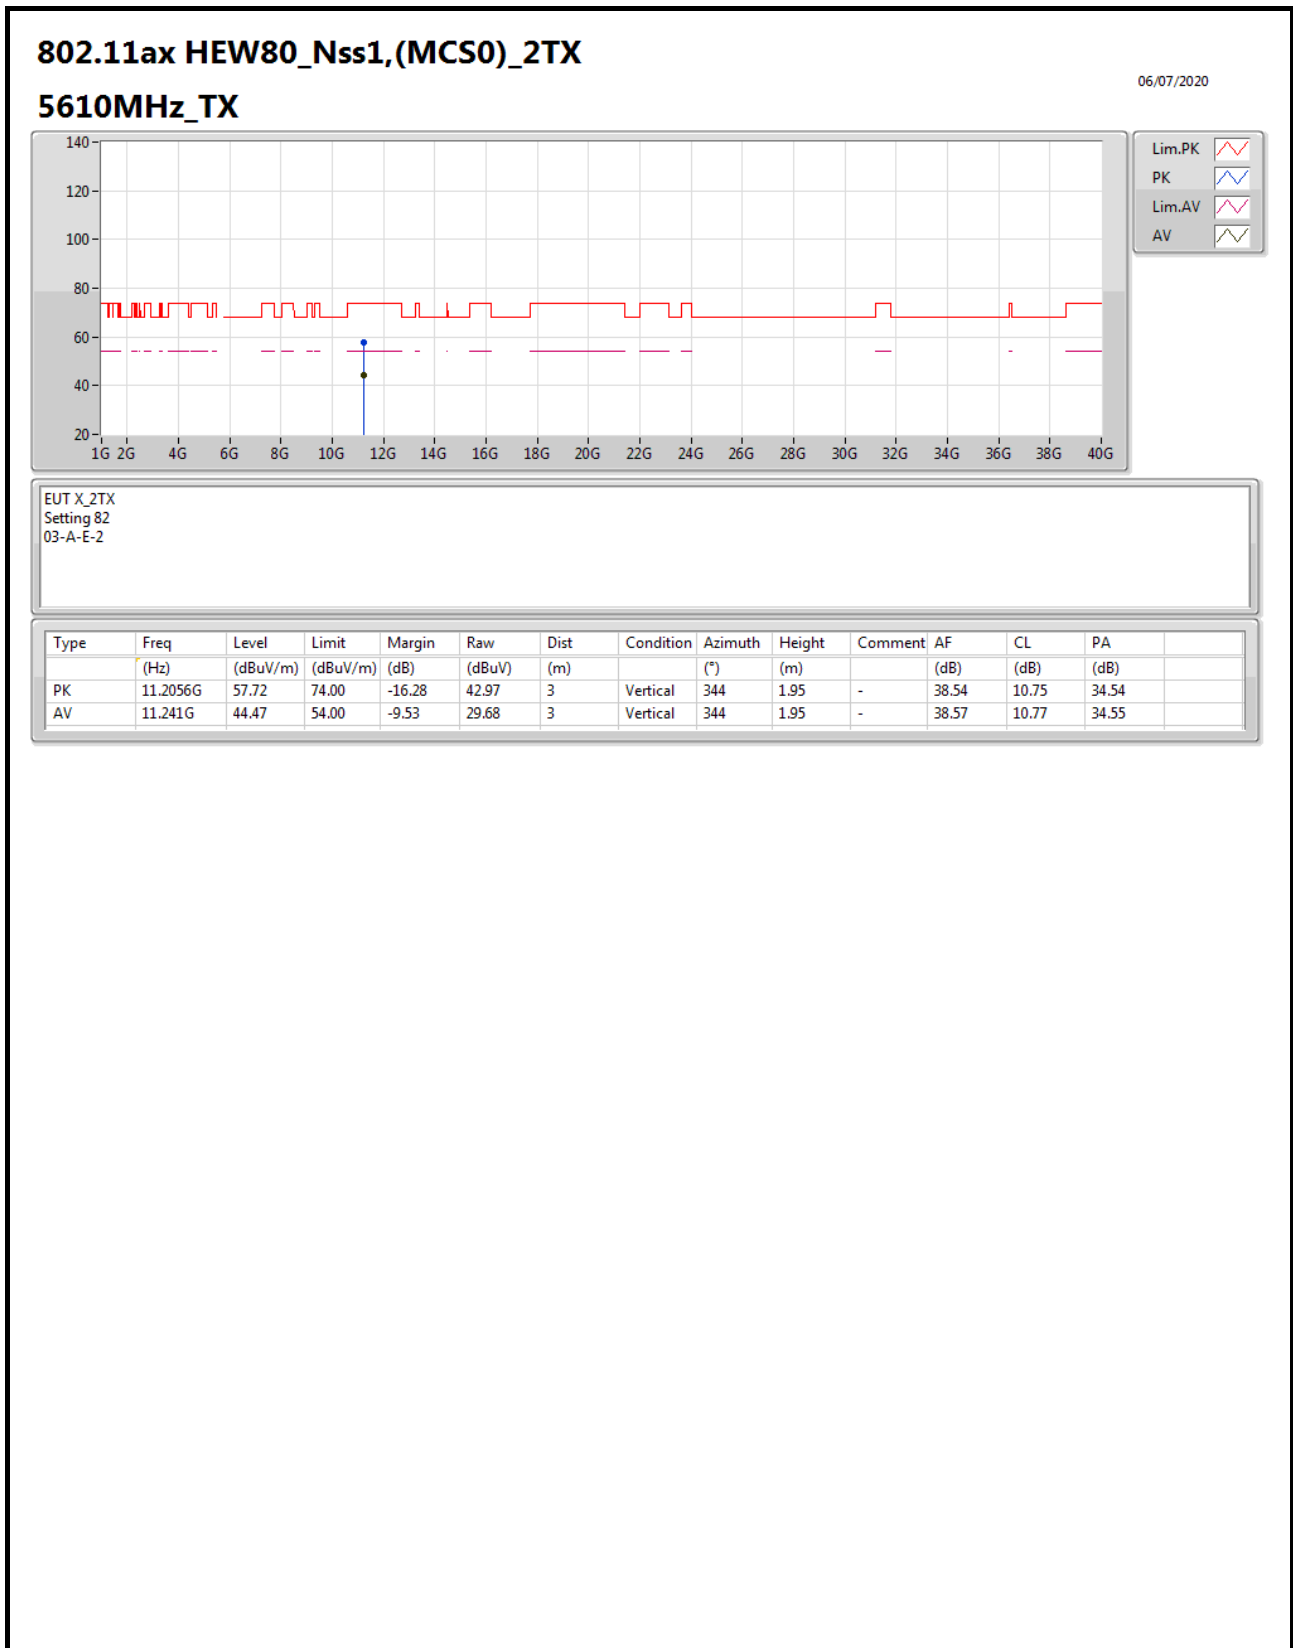 802.11ax HEW80_Nss1,(MCS0)_2TX
06/07/2020
5610MHz_TX
140
120
100
80
60
40
20
1G 2G 4G 6G 8G 10G 12G 14G 16G 18G 20G 22G 24G 26G 28G 30G 32G 34G 36G 38G 40G
Lim.PK
PK
Lim.AV
AV
EUT X_2TX
Setting 82
03-A-E-2
Type Freq Level Limit Margin Raw Dist Condition Azimuth Height Comment AF CL PA
(Hz) (dBuV/m) (dBuV/m) (dB) (dBuV) (m) (°) (m) (dB) (dB) (dB)
PK 11.2056G 57.72 74.00 -16.28 42.97 3 Vertical 344 1.95 - 38.54 10.75 34.54
AV 11.241G 44.47 54.00 -9.53 29.68 3 Vertical 344 1.95 - 38.57 10.77 34.55